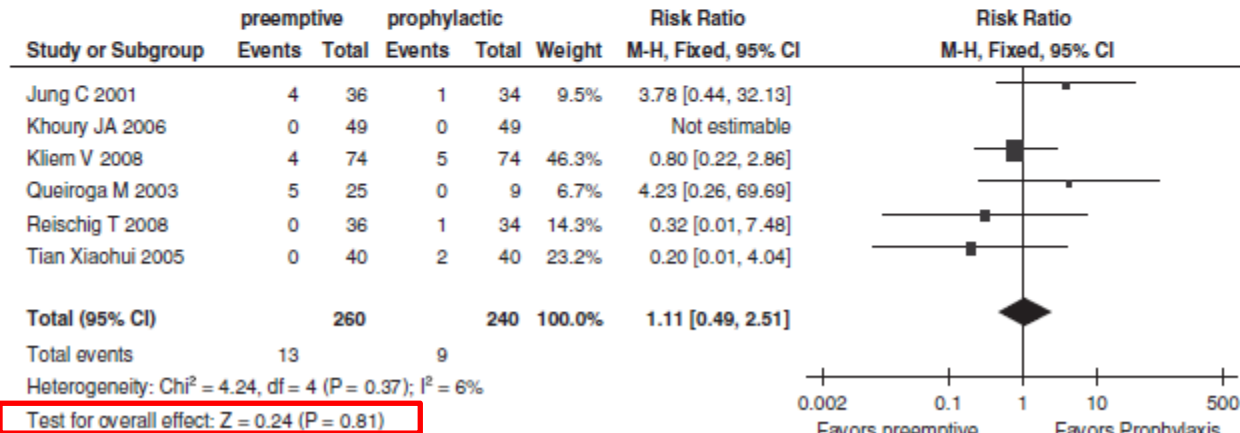 preemptive prophylactic Risk Ratio Risk Ratio
Study or Subgroup Events Total Events Total Weight M-H, Fixed, 95% CI M-H, Fixed, 95% CI
Jung C 2001 4 36 1 34 9.5% 3.78 [0.44, 32.13]
Khoury JA 2006 0 49 0 49 Not estimable
Kliem V 2008 4 74 5 74 46.3% 0.80 [0.22, 2.86]
Queiroga M 2003 5 25 0 9 6.7% 4.23 [0.26, 69.69]
Reischig T 2008 0 36 1 34 14.3% 0.32 [0.01, 7.48]
Tian Xiaohui 2005 0 40 2 40 23.2% 0.20 [0.01, 4.04]
Total (95% CI) 260 240 100.0% 1.11 [0.49, 2.51]
Total events 13 9
Heterogeneity: Chi² = 4.24, df = 4 (P = 0.37); I² = 6%
Test for overall effect: Z = 0.24 (P = 0.81)
0.002 0.1 1 10 500
Favors preemptive Favors Prophylaxis